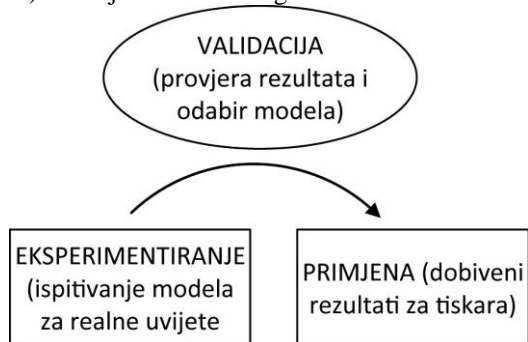 VALIDACIJA
(provjera rezultata i
odabir modela)
EKSPERIMENTIRANJE
(ispitivanje modela
za realne uvijete
PRIMJENA (dobiveni
rezultati za tiskara)